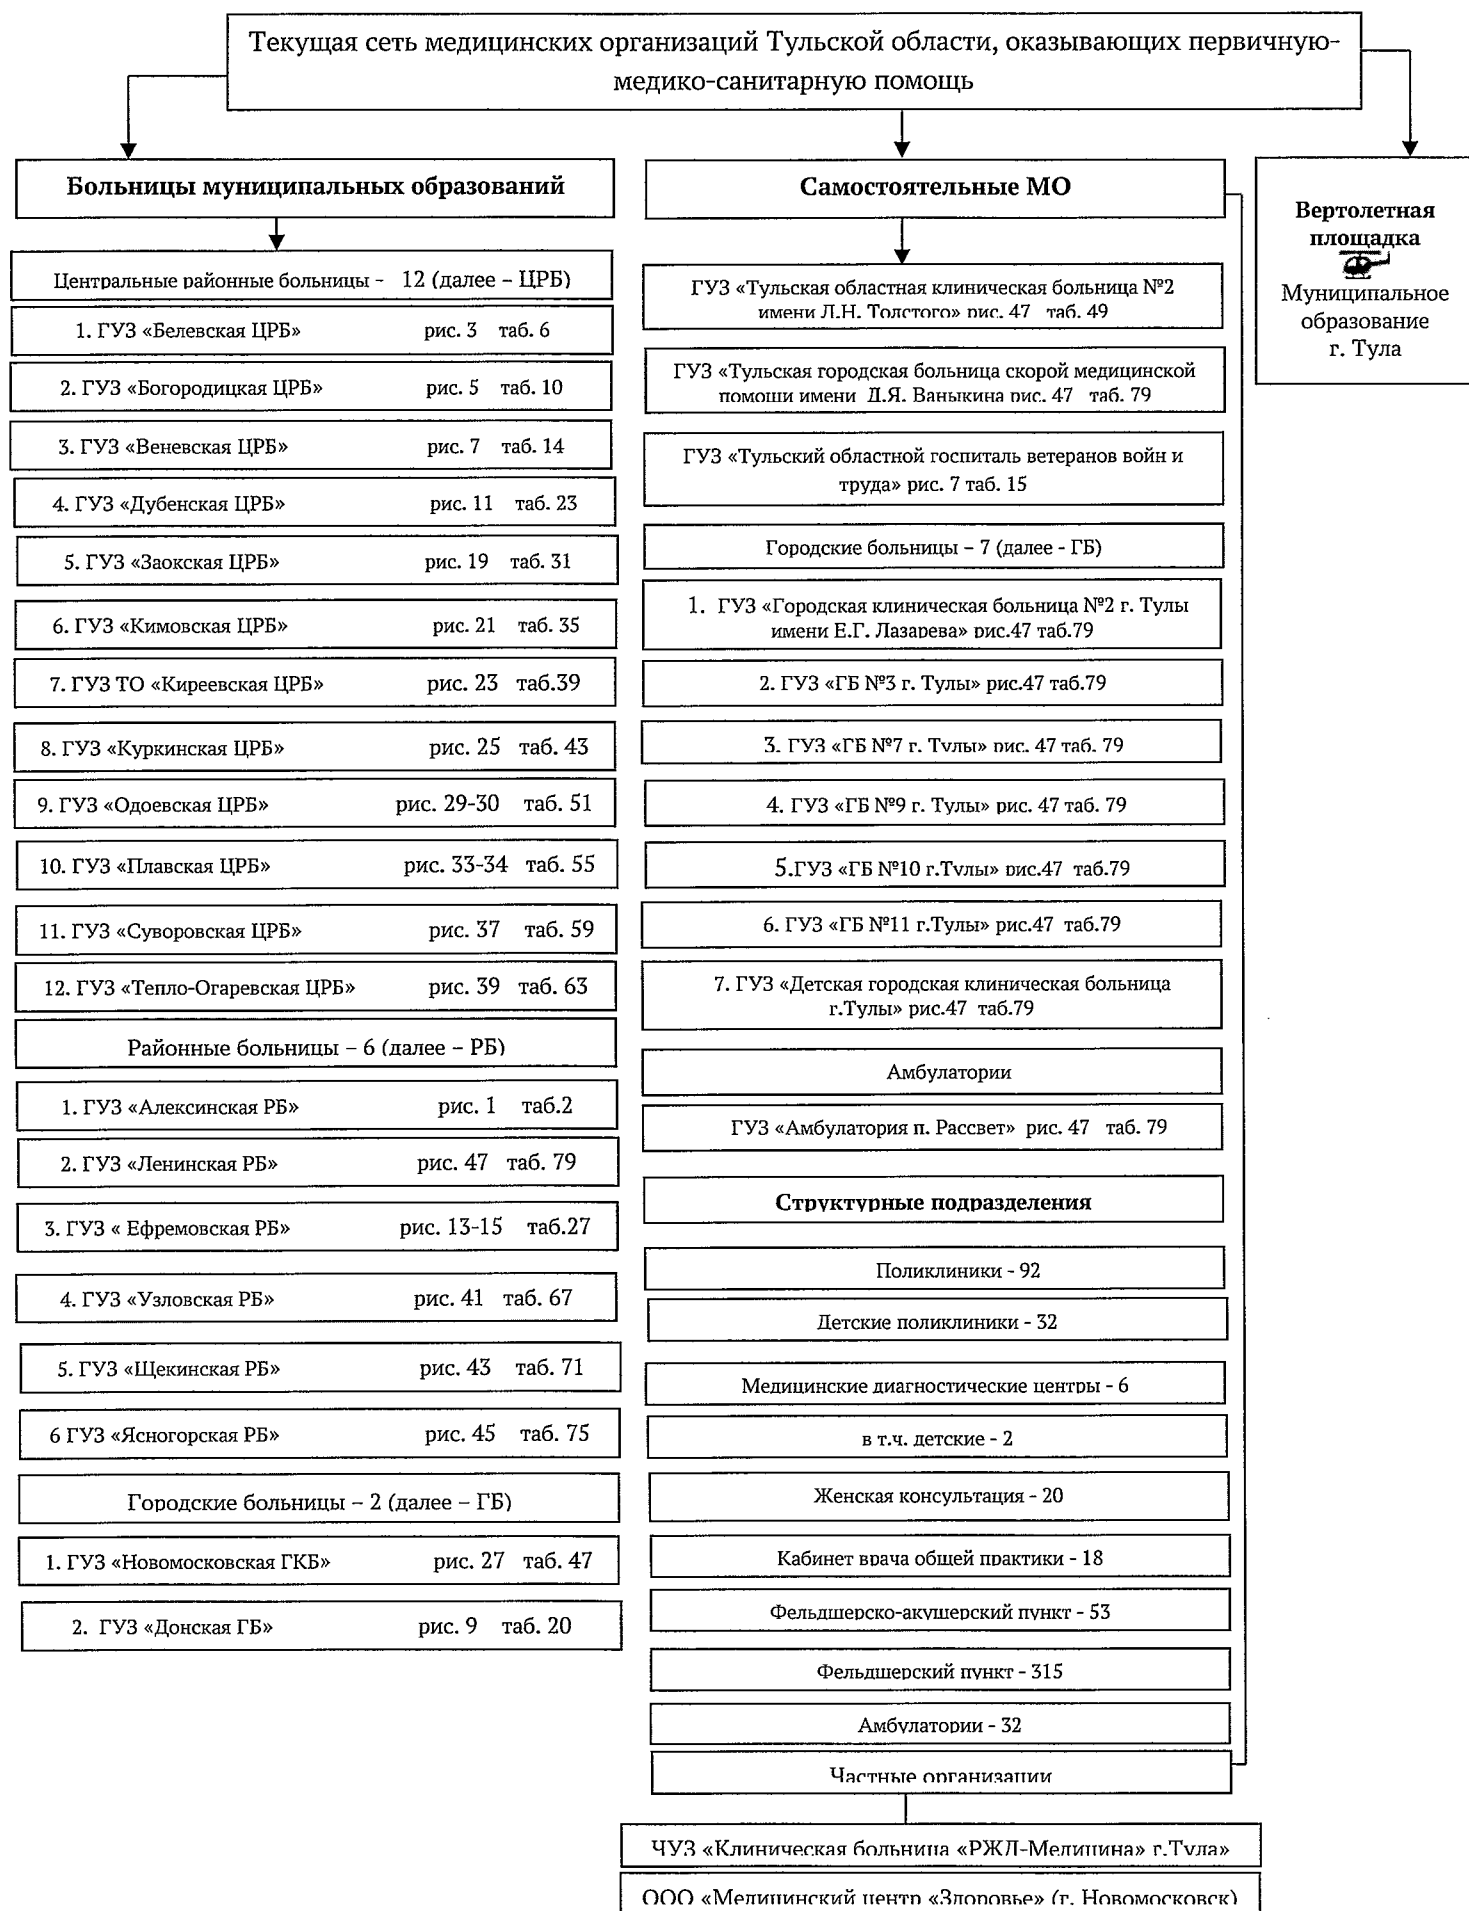 Текущая сеть медицинских организаций Тульской области, оказывающих первичную-
медико-санитарную помощь
Больницы муниципальных образований
Центральные районные больницы - 12 (далее – ЦРБ)
1. ГУЗ «Белевская ЦРБ» рис. 3 таб. 6
2. ГУЗ «Богородицкая ЦРБ» рис. 5 таб. 10
3. ГУЗ «Веневская ЦРБ» рис. 7 таб. 14
4. ГУЗ «Дубенская ЦРБ» рис. 11 таб. 23
5. ГУЗ «Заокская ЦРБ» рис. 19 таб. 31
6. ГУЗ «Кимовская ЦРБ» рис. 21 таб. 35
7. ГУЗ ТО «Киреевская ЦРБ» рис. 23 таб.39
8. ГУЗ «Куркинская ЦРБ» рис. 25 таб. 43
9. ГУЗ «Одоевская ЦРБ» рис. 29-30 таб. 51
10. ГУЗ «Плавская ЦРБ» рис. 33-34 таб. 55
11. ГУЗ «Суворовская ЦРБ» рис. 37 таб. 59
12. ГУЗ «Тепло-Огаревская ЦРБ» рис. 39 таб. 63
Районные больницы – 6 (далее – РБ)
1. ГУЗ «Алексинская РБ» рис. 1 таб.2
2. ГУЗ «Ленинская РБ» рис. 47 таб. 79
3. ГУЗ « Ефремовская РБ» рис. 13-15 таб.27
4. ГУЗ «Узловская РБ» рис. 41 таб. 67
5. ГУЗ «Щекинская РБ» рис. 43 таб. 71
6 ГУЗ «Ясногорская РБ» рис. 45 таб. 75
Городские больницы – 2 (далее – ГБ)
1. ГУЗ «Новомосковская ГКБ» рис. 27 таб. 47
2. ГУЗ «Донская ГБ» рис. 9 таб. 20
Самостоятельные МО
ГУЗ «Тульская областная клиническая больница №2
имени Л.Н. Толстого» рис. 47 таб. 49
ГУЗ «Тульская городская больница скорой медицинской
помощи имени Д.Я. Ваныкина рис. 47 таб. 79
ГУЗ «Тульский областной госпиталь ветеранов войн и
труда» рис. 7 таб. 15
Городские больницы – 7 (далее - ГБ)
1. ГУЗ «Городская клиническая больница №2 г. Тулы
имени Е.Г. Лазарева» рис.47 таб.79
2. ГУЗ «ГБ №3 г. Тулы» рис.47 таб.79
3. ГУЗ «ГБ №7 г. Тулы» рис. 47 таб. 79
4. ГУЗ «ГБ №9 г. Тулы» рис. 47 таб. 79
5.ГУЗ «ГБ №10 г.Тулы» рис.47 таб.79
6. ГУЗ «ГБ №11 г.Тулы» рис.47 таб.79
7. ГУЗ «Детская городская клиническая больница
г.Тулы» рис.47 таб.79
Амбулатории
ГУЗ «Амбулатория п. Рассвет» рис. 47 таб. 79
Структурные подразделения
Поликлиники - 92
Детские поликлиники - 32
Медицинские диагностические центры - 6
в т.ч. детские - 2
Женская консультация - 20
Кабинет врача общей практики - 18
Фельдшерско-акушерский пункт - 53
Фельдшерский пункт - 315
Амбулатории - 32
Частные организации
ЧУЗ «Клиническая больница «РЖД-Медицина» г.Тула»
ООО «Медицинский центр «Здоровье» (г. Новомосковск)
Вертолетная
площадка
Муниципальное
образование
г. Тула